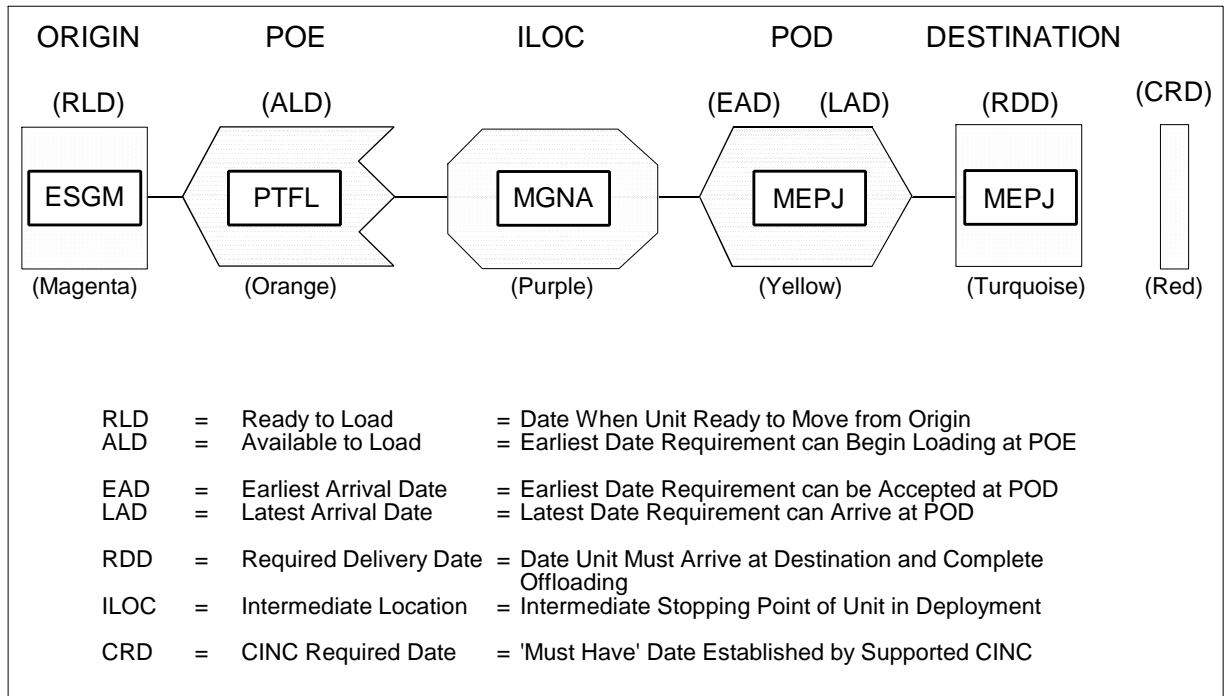 ORIGIN POE ILOC POD DESTINATION
(RLD) (ALD) (EAD) (LAD) (RDD) (CRD)
ESGM PTFL MGNA MEPJ MEPJ
(Magenta) (Orange) (Purple) (Yellow) (Turquoise) (Red)
RLD = Ready to Load = Date When Unit Ready to Move from Origin
ALD = Available to Load = Earliest Date Requirement can Begin Loading at POE
EAD = Earliest Arrival Date = Earliest Date Requirement can be Accepted at POD
LAD = Latest Arrival Date = Latest Date Requirement can Arrive at POD
RDD = Required Delivery Date = Date Unit Must Arrive at Destination and Complete
Offloading
ILOC = Intermediate Location = Intermediate Stopping Point of Unit in Deployment
CRD = CINC Required Date = 'Must Have' Date Established by Supported CINC